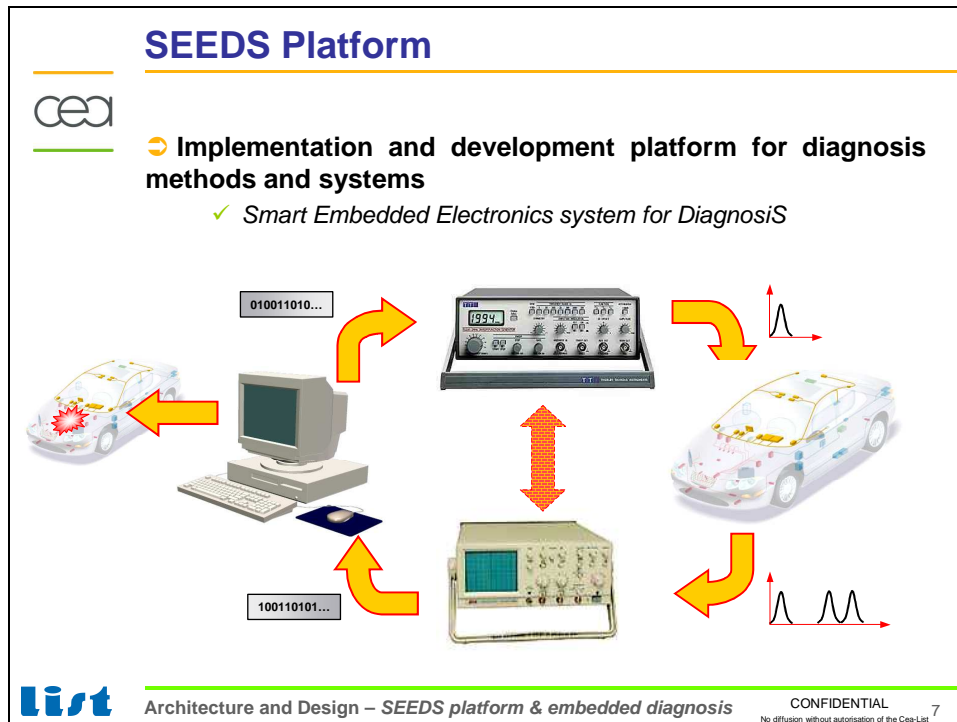 SEEDS Platform
cea
Implementation and development platform for diagnosis
methods and systems
Smart Embedded Electronics system for DiagnosiS
010011010...
1994
100110101...
list
Architecture and Design – SEEDS platform & embedded diagnosis
CONFIDENTIAL
No diffusion without autorisation of the Cea-List
7